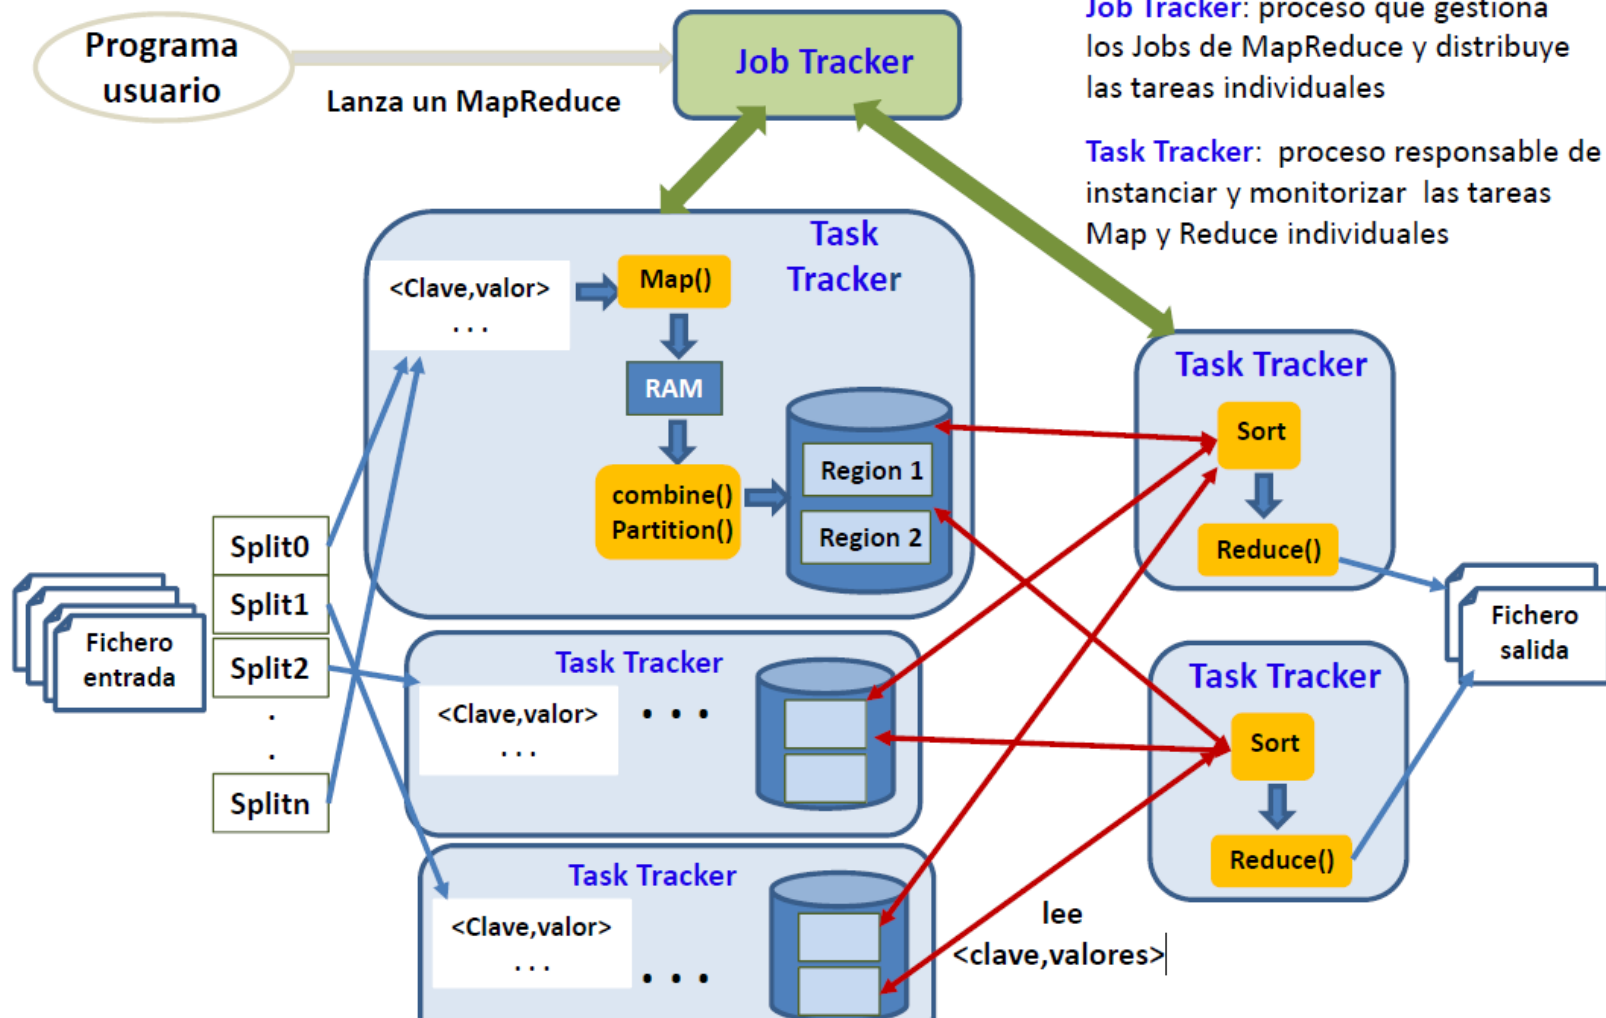 Programa
usuario
Lanza un MapReduce
Job Tracker
Job Tracker: proceso que gestiona
los Jobs de MapReduce y distribuye
las tareas individuales
Task Tracker: proceso responsable de
instanciar y monitorizar las tareas
Map y Reduce individuales
Task
Tracker
<Clave,valor>
. . .
Map()
RAM
combine()
Partition()
Region 1
Region 2
Task Tracker
Sort
Reduce()
Split0
Split1
Split2
.
.
Splitn
Fichero
entrada
Task Tracker
<Clave,valor>
. . .
• • •
Task Tracker
Sort
Reduce()
Fichero
salida
Task Tracker
<Clave,valor>
. . .
• • •
lee
<clave,valores>